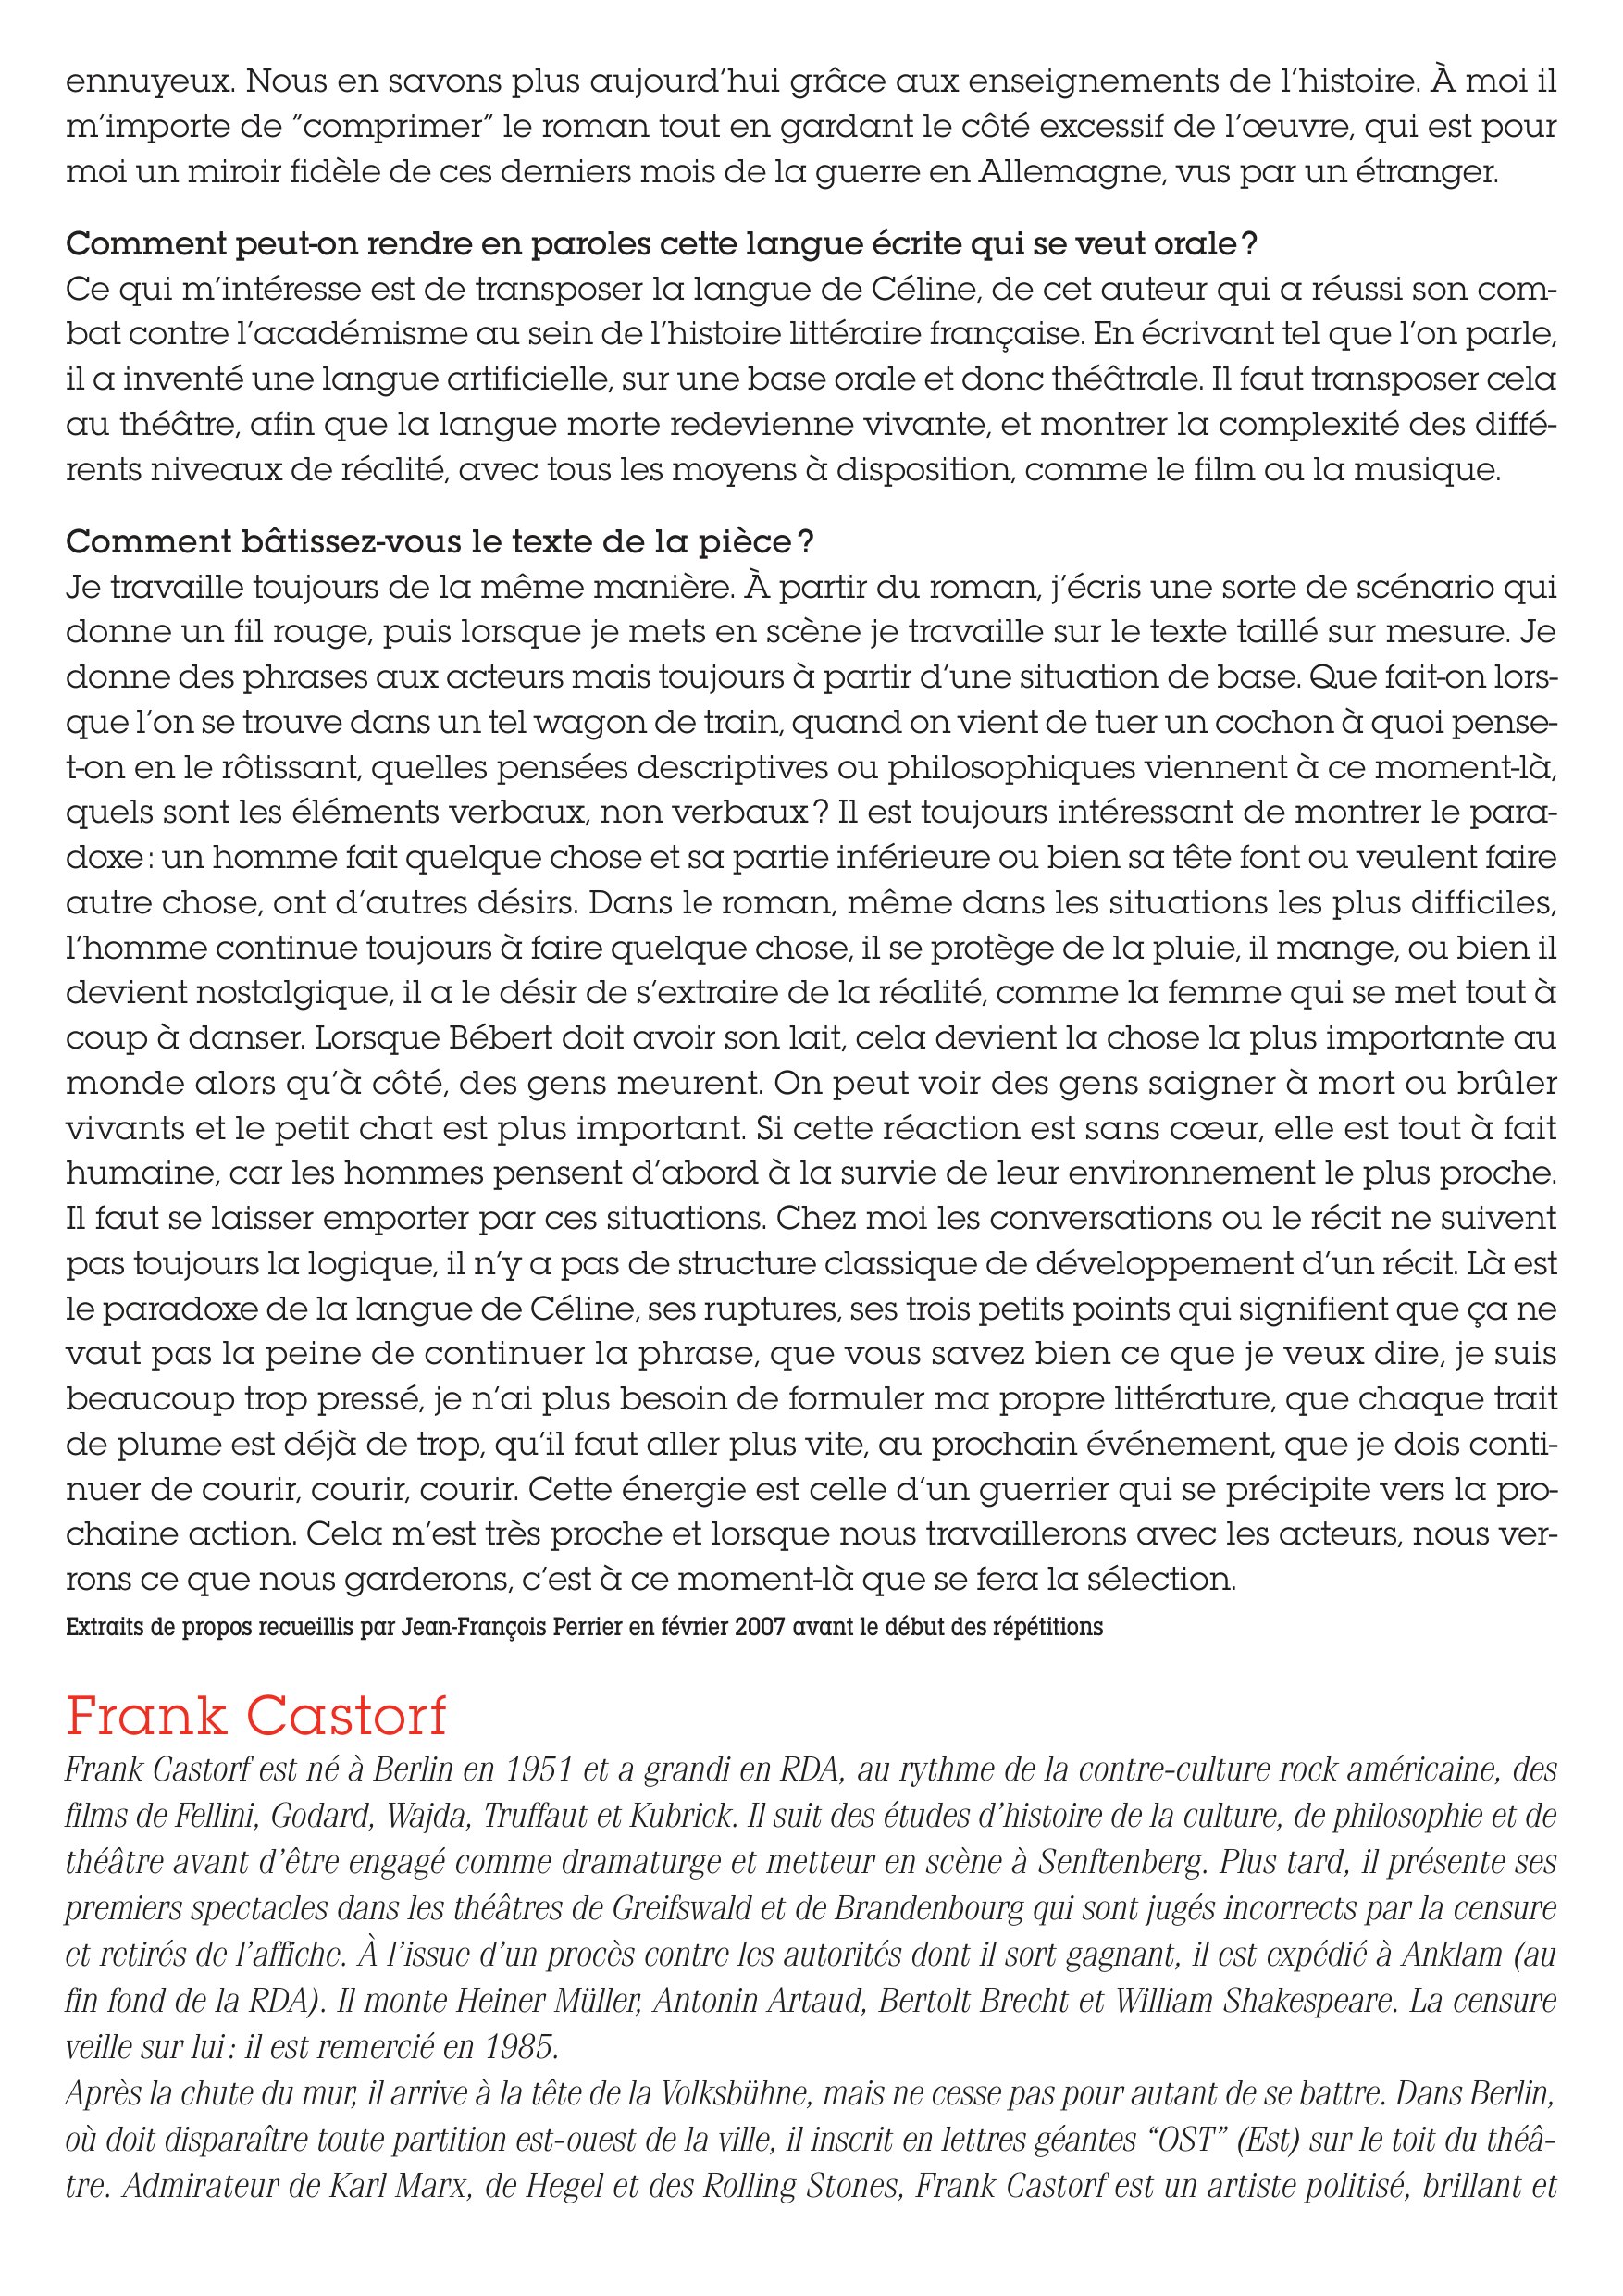 ennuyeux. Nous en savons plus aujourd’hui grâce aux enseignements de l’histoire. À moi il
m’importe de ″comprimer″ le roman tout en gardant le côté excessif de l’œuvre, qui est pour
moi un miroir fidèle de ces derniers mois de la guerre en Allemagne, vus par un étranger.
Comment peut-on rendre en paroles cette langue écrite qui se veut orale ?
Ce qui m’intéresse est de transposer la langue de Céline, de cet auteur qui a réussi son com-
bat contre l’académisme au sein de l’histoire littéraire française. En écrivant tel que l’on parle,
il a inventé une langue artificielle, sur une base orale et donc théâtrale. Il faut transposer cela
au théâtre, afin que la langue morte redevienne vivante, et montrer la complexité des diffé-
rents niveaux de réalité, avec tous les moyens à disposition, comme le film ou la musique.
Comment bâtissez-vous le texte de la pièce ?
Je travaille toujours de la même manière. À partir du roman, j’écris une sorte de scénario qui
donne un fil rouge, puis lorsque je mets en scène je travaille sur le texte taillé sur mesure. Je
donne des phrases aux acteurs mais toujours à partir d’une situation de base. Que fait-on lors-
que l’on se trouve dans un tel wagon de train, quand on vient de tuer un cochon à quoi pense-
t-on en le rôtissant, quelles pensées descriptives ou philosophiques viennent à ce moment-là,
quels sont les éléments verbaux, non verbaux ? Il est toujours intéressant de montrer le para-
doxe : un homme fait quelque chose et sa partie inférieure ou bien sa tête font ou veulent faire
autre chose, ont d’autres désirs. Dans le roman, même dans les situations les plus difficiles,
l’homme continue toujours à faire quelque chose, il se protège de la pluie, il mange, ou bien il
devient nostalgique, il a le désir de s’extraire de la réalité, comme la femme qui se met tout à
coup à danser. Lorsque Bébert doit avoir son lait, cela devient la chose la plus importante au
monde alors qu’à côté, des gens meurent. On peut voir des gens saigner à mort ou brûler
vivants et le petit chat est plus important. Si cette réaction est sans cœur, elle est tout à fait
humaine, car les hommes pensent d’abord à la survie de leur environnement le plus proche.
Il faut se laisser emporter par ces situations. Chez moi les conversations ou le récit ne suivent
pas toujours la logique, il n’y a pas de structure classique de développement d’un récit. Là est
le paradoxe de la langue de Céline, ses ruptures, ses trois petits points qui signifient que ça ne
vaut pas la peine de continuer la phrase, que vous savez bien ce que je veux dire, je suis
beaucoup trop pressé, je n’ai plus besoin de formuler ma propre littérature, que chaque trait
de plume est déjà de trop, qu’il faut aller plus vite, au prochain événement, que je dois conti-
nuer de courir, courir, courir. Cette énergie est celle d’un guerrier qui se précipite vers la pro-
chaine action. Cela m’est très proche et lorsque nous travaillerons avec les acteurs, nous ver-
rons ce que nous garderons, c’est à ce moment-là que se fera la sélection.
Extraits de propos recueillis par Jean-François Perrier en février 2007 avant le début des répétitions
Frank Castorf
Frank Castorf est né à Berlin en 1951 et a grandi en RDA, au rythme de la contre-culture rock américaine, des
films de Fellini, Godard, Wajda, Truffaut et Kubrick. Il suit des études d’histoire de la culture, de philosophie et de
théâtre avant d’être engagé comme dramaturge et metteur en scène à Senftenberg. Plus tard, il présente ses
premiers spectacles dans les théâtres de Greifswald et de Brandenbourg qui sont jugés incorrects par la censure
et retirés de l’affiche. À l’issue d’un procès contre les autorités dont il sort gagnant, il est expédié à Anklam (au
fin fond de la RDA). Il monte Heiner Müller, Antonin Artaud, Bertolt Brecht et William Shakespeare. La censure
veille sur lui : il est remercié en 1985.
Après la chute du mur, il arrive à la tête de la Volksbühne, mais ne cesse pas pour autant de se battre. Dans Berlin,
où doit disparaître toute partition est-ouest de la ville, il inscrit en lettres géantes “OST” (Est) sur le toit du théâ-
tre. Admirateur de Karl Marx, de Hegel et des Rolling Stones, Frank Castorf est un artiste politisé, brillant et